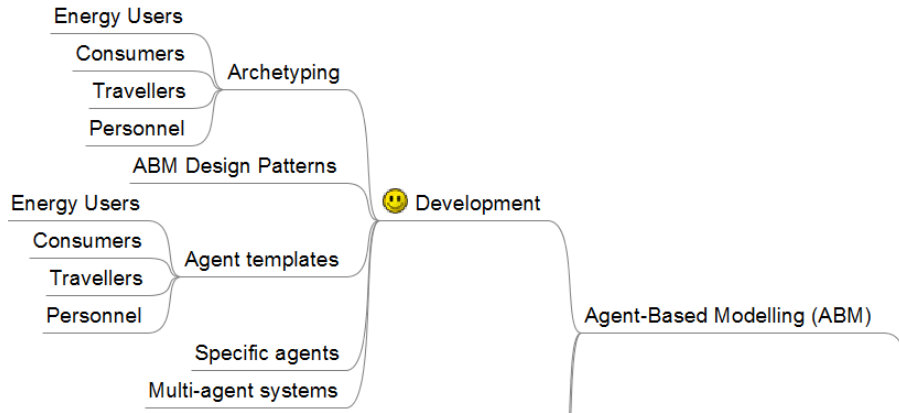 Energy Users
Consumers
Travellers
Personnel
Archetyping
ABM Design Patterns
Energy Users
Consumers
Travellers
Personnel
Agent templates
Specific agents
Multi-agent systems
Development
Agent-Based Modelling (ABM)